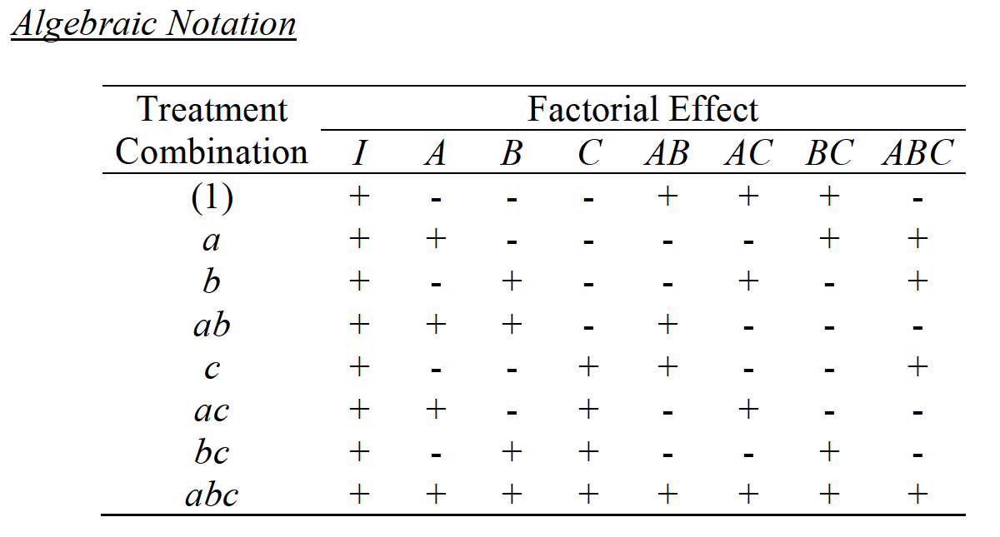 Algebraic Notation
Treatment Combination Factorial Effect
I A B C AB AC BC ABC
(1) + - - - + + + -
a + + - - - - + +
b + - + - - + - +
ab + + + - + - - -
c + - - + + - - +
ac + + - + - + - -
bc + - + + - - + -
abc + + + + + + + +